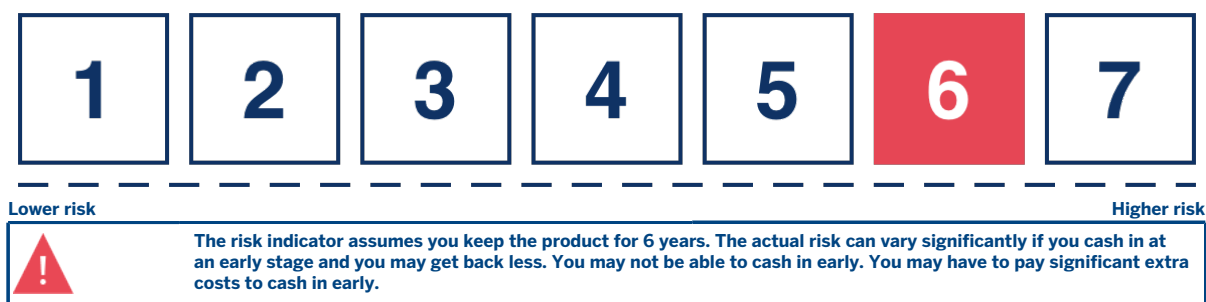 1 2 3 4 5 6 7
Lower risk Higher risk
!
The risk indicator assumes you keep the product for 6 years. The actual risk can vary significantly if you cash in at
an early stage and you may get back less. You may not be able to cash in early. You may have to pay significant extra
costs to cash in early.